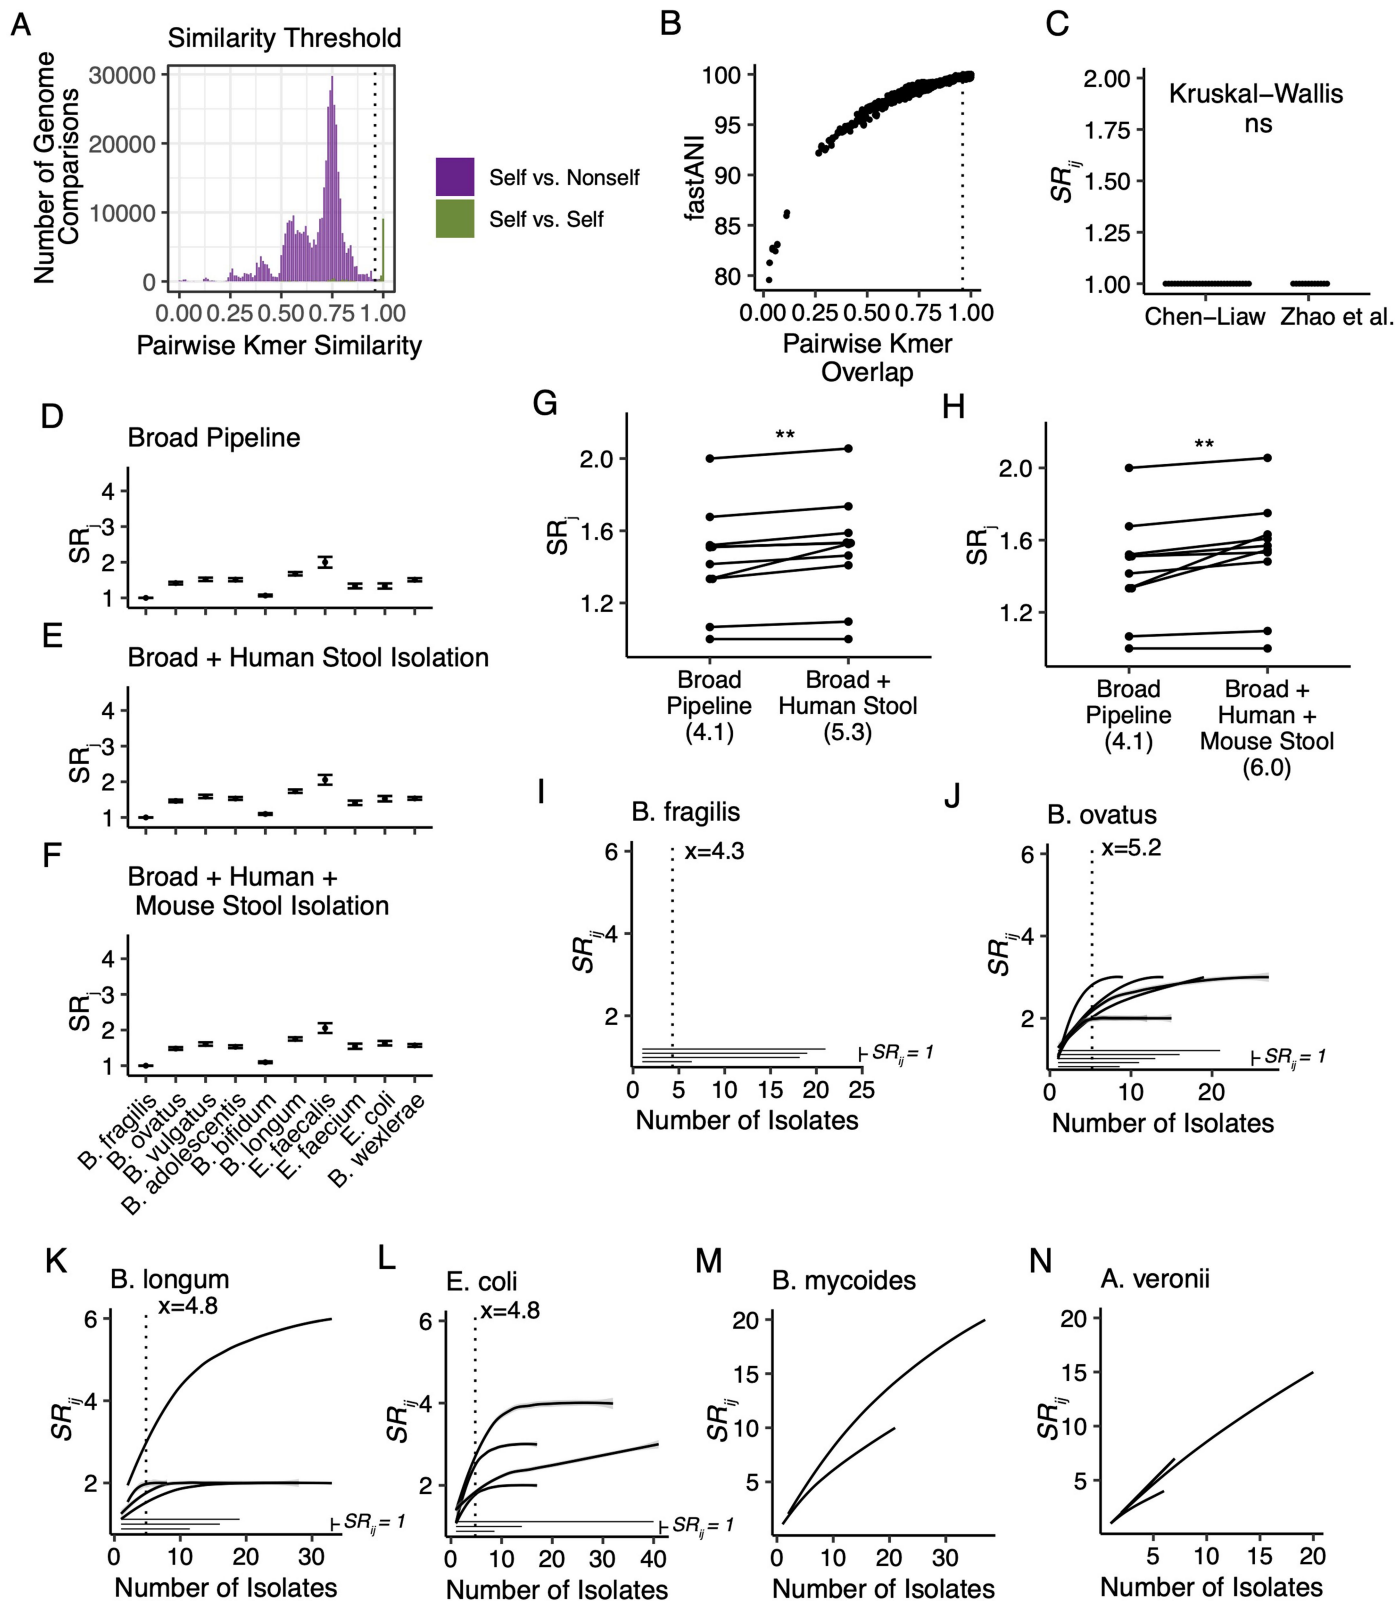 A
Similarity Threshold
Number of Genome
Comparisons
30000
20000
10000
0
0.00 0.25 0.50 0.75 1.00
Pairwise Kmer Similarity
Self vs. Nonself
Self vs. Self
B
fastANI
100
95
90
85
80
0.00 0.25 0.50 0.75 1.00
Pairwise Kmer
Overlap
C
Kruskal−Wallis
ns
SRij
2.00
1.75
1.50
1.25
1.00
Chen−Liaw
Zhao et al.
D
Broad Pipeline
SRj
4
3
2
1
E
Broad + Human Stool Isolation
SRj
4
3
2
1
F
Broad + Human +
Mouse Stool Isolation
SRj
4
3
2
1
B. fragilis
B. ovatus
B. vulgatus
B. adolescentis
B. bifidum
B. longum
E. faecalis
E. faecium
E. coli
B. wexlerae
G
**
SRj
2.0
1.6
1.2
Broad
Pipeline
(4.1)
Broad +
Human Stool
(5.3)
H
**
SRj
2.0
1.6
1.2
Broad
Pipeline
(4.1)
Broad +
Human +
Mouse Stool
(6.0)
I
B. fragilis
x=4.3
SRij
6
4
2
SRij = 1
0 5 10 15 20 25
Number of Isolates
J
B. ovatus
x=5.2
SRij
6
4
2
SRij = 1
0 10 20
Number of Isolates
K
B. longum
x=4.8
SRij
6
4
2
SRij = 1
0 10 20 30
Number of Isolates
L
E. coli
x=4.8
SRij
6
4
2
SRij = 1
0 10 20 30 40
Number of Isolates
M
B. mycoides
SRij
20
15
10
5
0 10 20 30
Number of Isolates
N
A. veronii
SRij
20
15
10
5
5 10 15 20
Number of Isolates